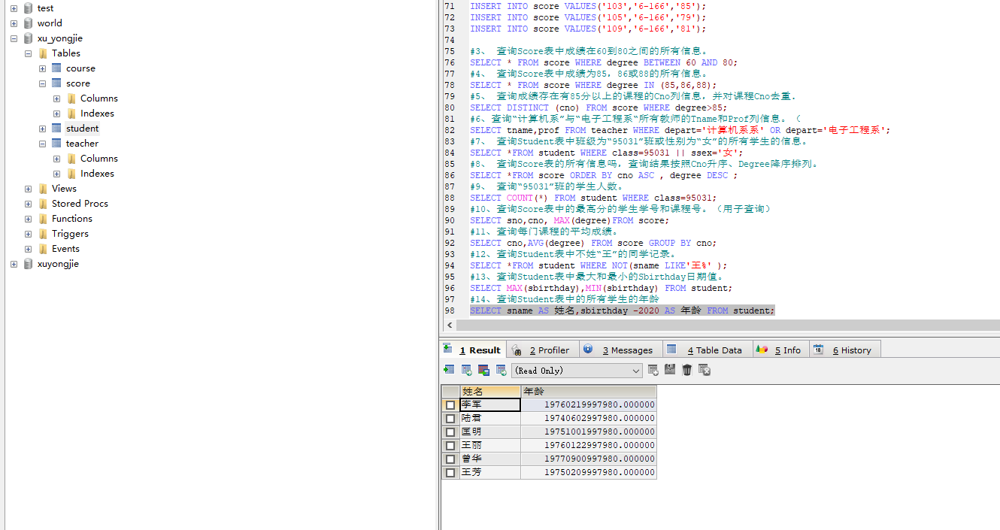 test
world
xu_yongjie
Tables
course
score
Columns
Indexes
student
teacher
Columns
Indexes
Views
Stored Procs
Functions
Triggers
Events
xuyongjie
71 INSERT INTO score VALUES('103','6-166','85');
72 INSERT INTO score VALUES('105','6-166','79');
73 INSERT INTO score VALUES('109','6-166','81');
74
75 #3、 查询Score表中成绩在60到80之间的所有信息。
76 SELECT * FROM score WHERE degree BETWEEN 60 AND 80;
77 #4、 查询Score表中成绩为85，86或88的所有信息。
78 SELECT * FROM score WHERE degree IN (85,86,88);
79 #5、 查询成绩存在有85分以上的课程的Cno列信息，并对课程Cno去重.
80 SELECT DISTINCT (cno) FROM score WHERE degree>85;
81 #6、查询“计算机系”与“电子工程系“所有教师的Tname和Prof列信息。（
82 SELECT tname,prof FROM teacher WHERE depart='计算机系系' OR depart='电子工程系';
83 #7、 查询Student表中班级为“95031”班或性别为“女”的所有学生的信息。
84 SELECT *FROM student WHERE class=95031 || ssex='女';
85 #8、 查询Score表的所有信息吗，查询结果按照Cno升序、Degree降序排列。
86 SELECT *FROM score ORDER BY cno ASC , degree DESC ;
87 #9、 查询“95031”班的学生人数。
88 SELECT COUNT(*) FROM student WHERE class=95031;
89 #10、查询Score表中的最高分的学生学号和课程号。（用子查询）
90 SELECT sno,cno, MAX(degree)FROM score;
91 #11、查询每门课程的平均成绩。
92 SELECT cno,AVG(degree) FROM score GROUP BY cno;
93 #12、查询Student表中不姓“王”的同学记录。
94 SELECT *FROM student WHERE NOT(sname LIKE'王%' );
95 #13、查询Student表中最大和最小的Sbirthday日期值。
96 SELECT MAX(sbirthday),MIN(sbirthday) FROM student;
97 #14、查询Student表中的所有学生的年龄
98 SELECT sname AS 姓名,sbirthday -2020 AS 年龄 FROM student;
1 Result 2 Profiler 3 Messages 4 Table Data 5 Info 18 6 History
(Read Only)
姓名 年龄
李军 19760219997980.000000
陆君 19740602997980.000000
匡明 19751001997980.000000
王丽 19760122997980.000000
曾华 19770900997980.000000
王芳 19750209997980.000000